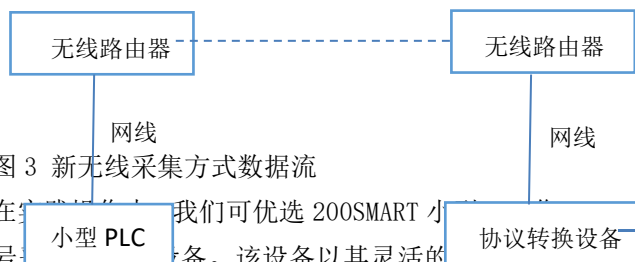 无线路由器 无线路由器
网线 网线
图 3 新无线采集方式数据流
我们可优选 200SMART 小
小型 PLC 协议转换设备
设备。该设备以其灵活的